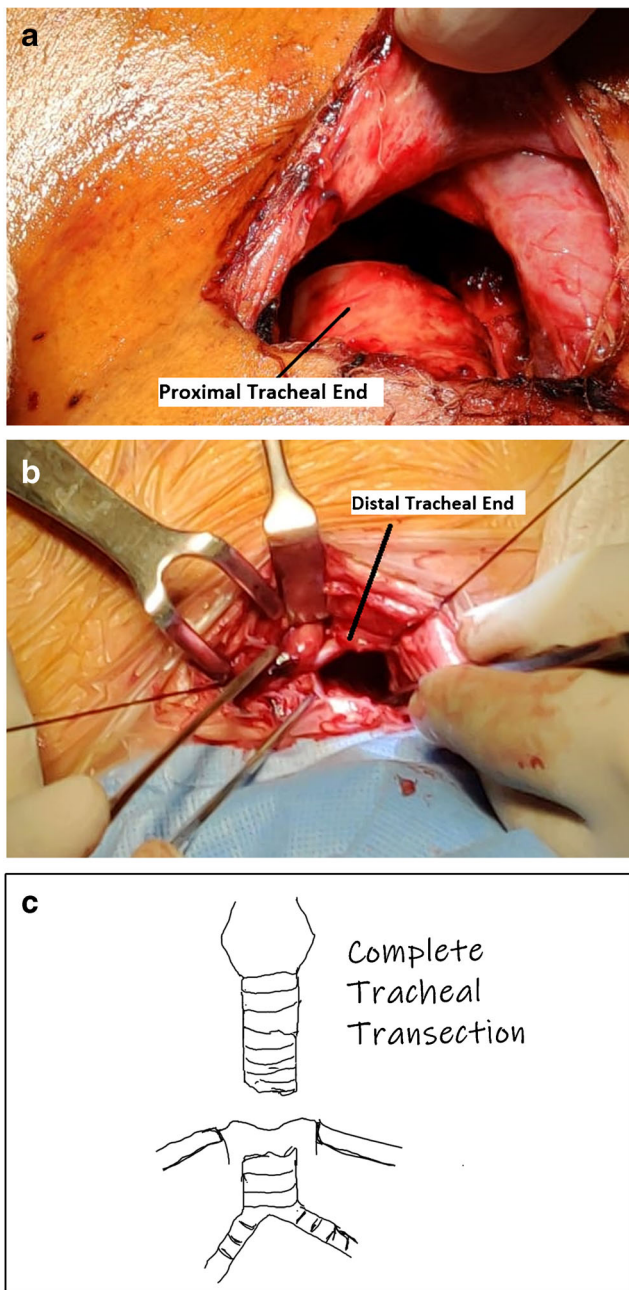 a
Proximal Tracheal End
b
Distal Tracheal End
c
Complete
Tracheal
Transection